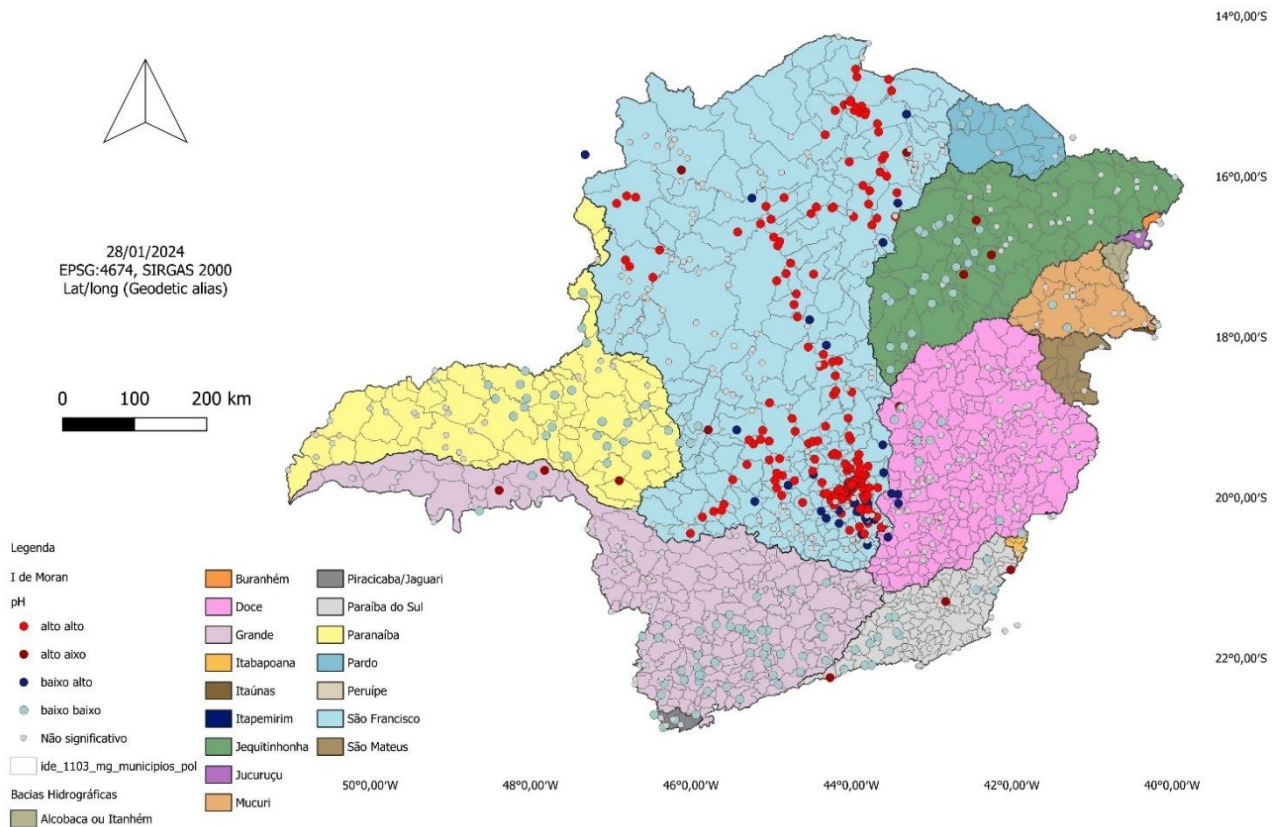 14°0,00'S
16°0,00'S
28/01/2024
EPSG:4674, SIRGAS 2000
Lat/long (Geodetic alias)
18°0,00'S
0 100 200 km
20°0,00'S
22°0,00'S
Legenda
I de Moran
pH
alto alto
alto aixo
baixo alto
baixo baixo
Não significativo
ide_1103_mg_municipios_pol
Bacias Hidrográficas
Alcobaca ou Itanhém
Buranhém
Doce
Grande
Itabapoana
Itaúnas
Itapemirim
Jequitinhonha
Jucuruçu
Mucuri
Piracicaba/Jaguari
Paraíba do Sul
Paranaíba
Pardo
Peruípe
São Francisco
São Mateus
50°0,00'W 48°0,00'W 46°0,00'W 44°0,00'W 42°0,00'W 40°0,00'W